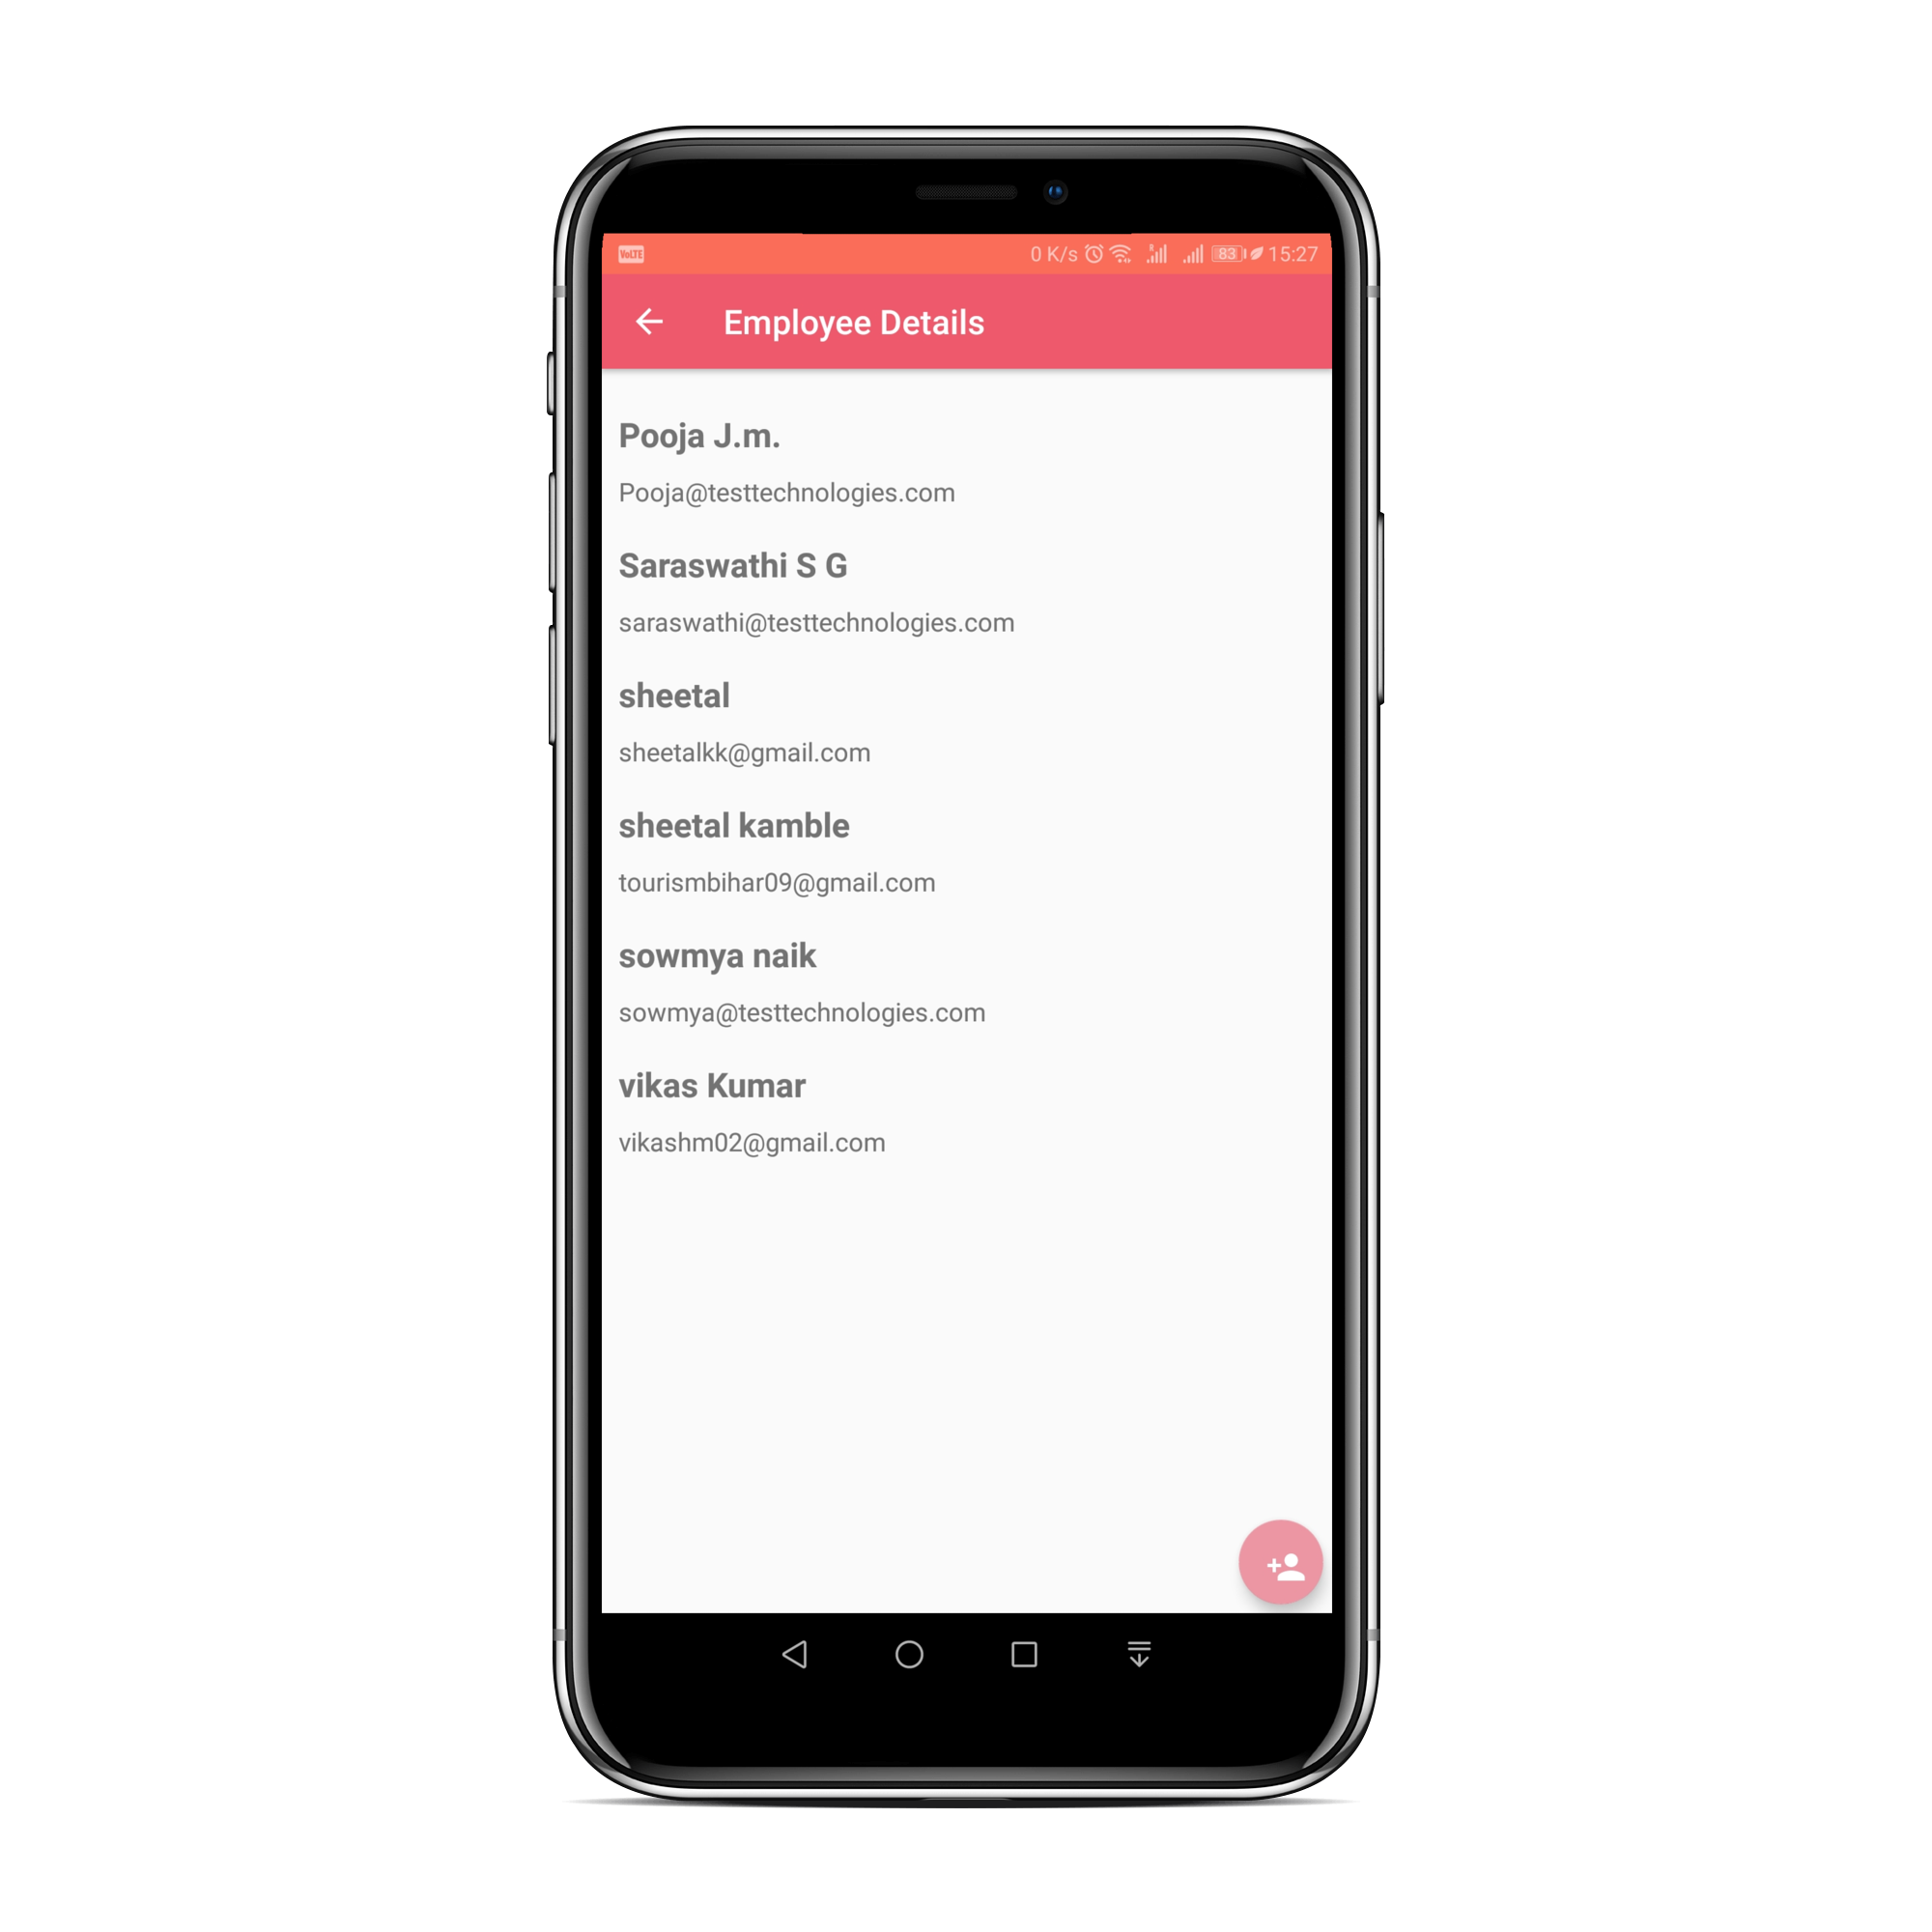 VoLTE 0 K/s R 83 15:27
Employee Details
Pooja J.m.
Pooja@testtechnologies.com
Saraswathi S G
saraswathi@testtechnologies.com
sheetal
sheetalkk@gmail.com
sheetal kamble
tourismbihar09@gmail.com
sowmya naik
sowmya@testtechnologies.com
vikas Kumar
vikashm02@gmail.com